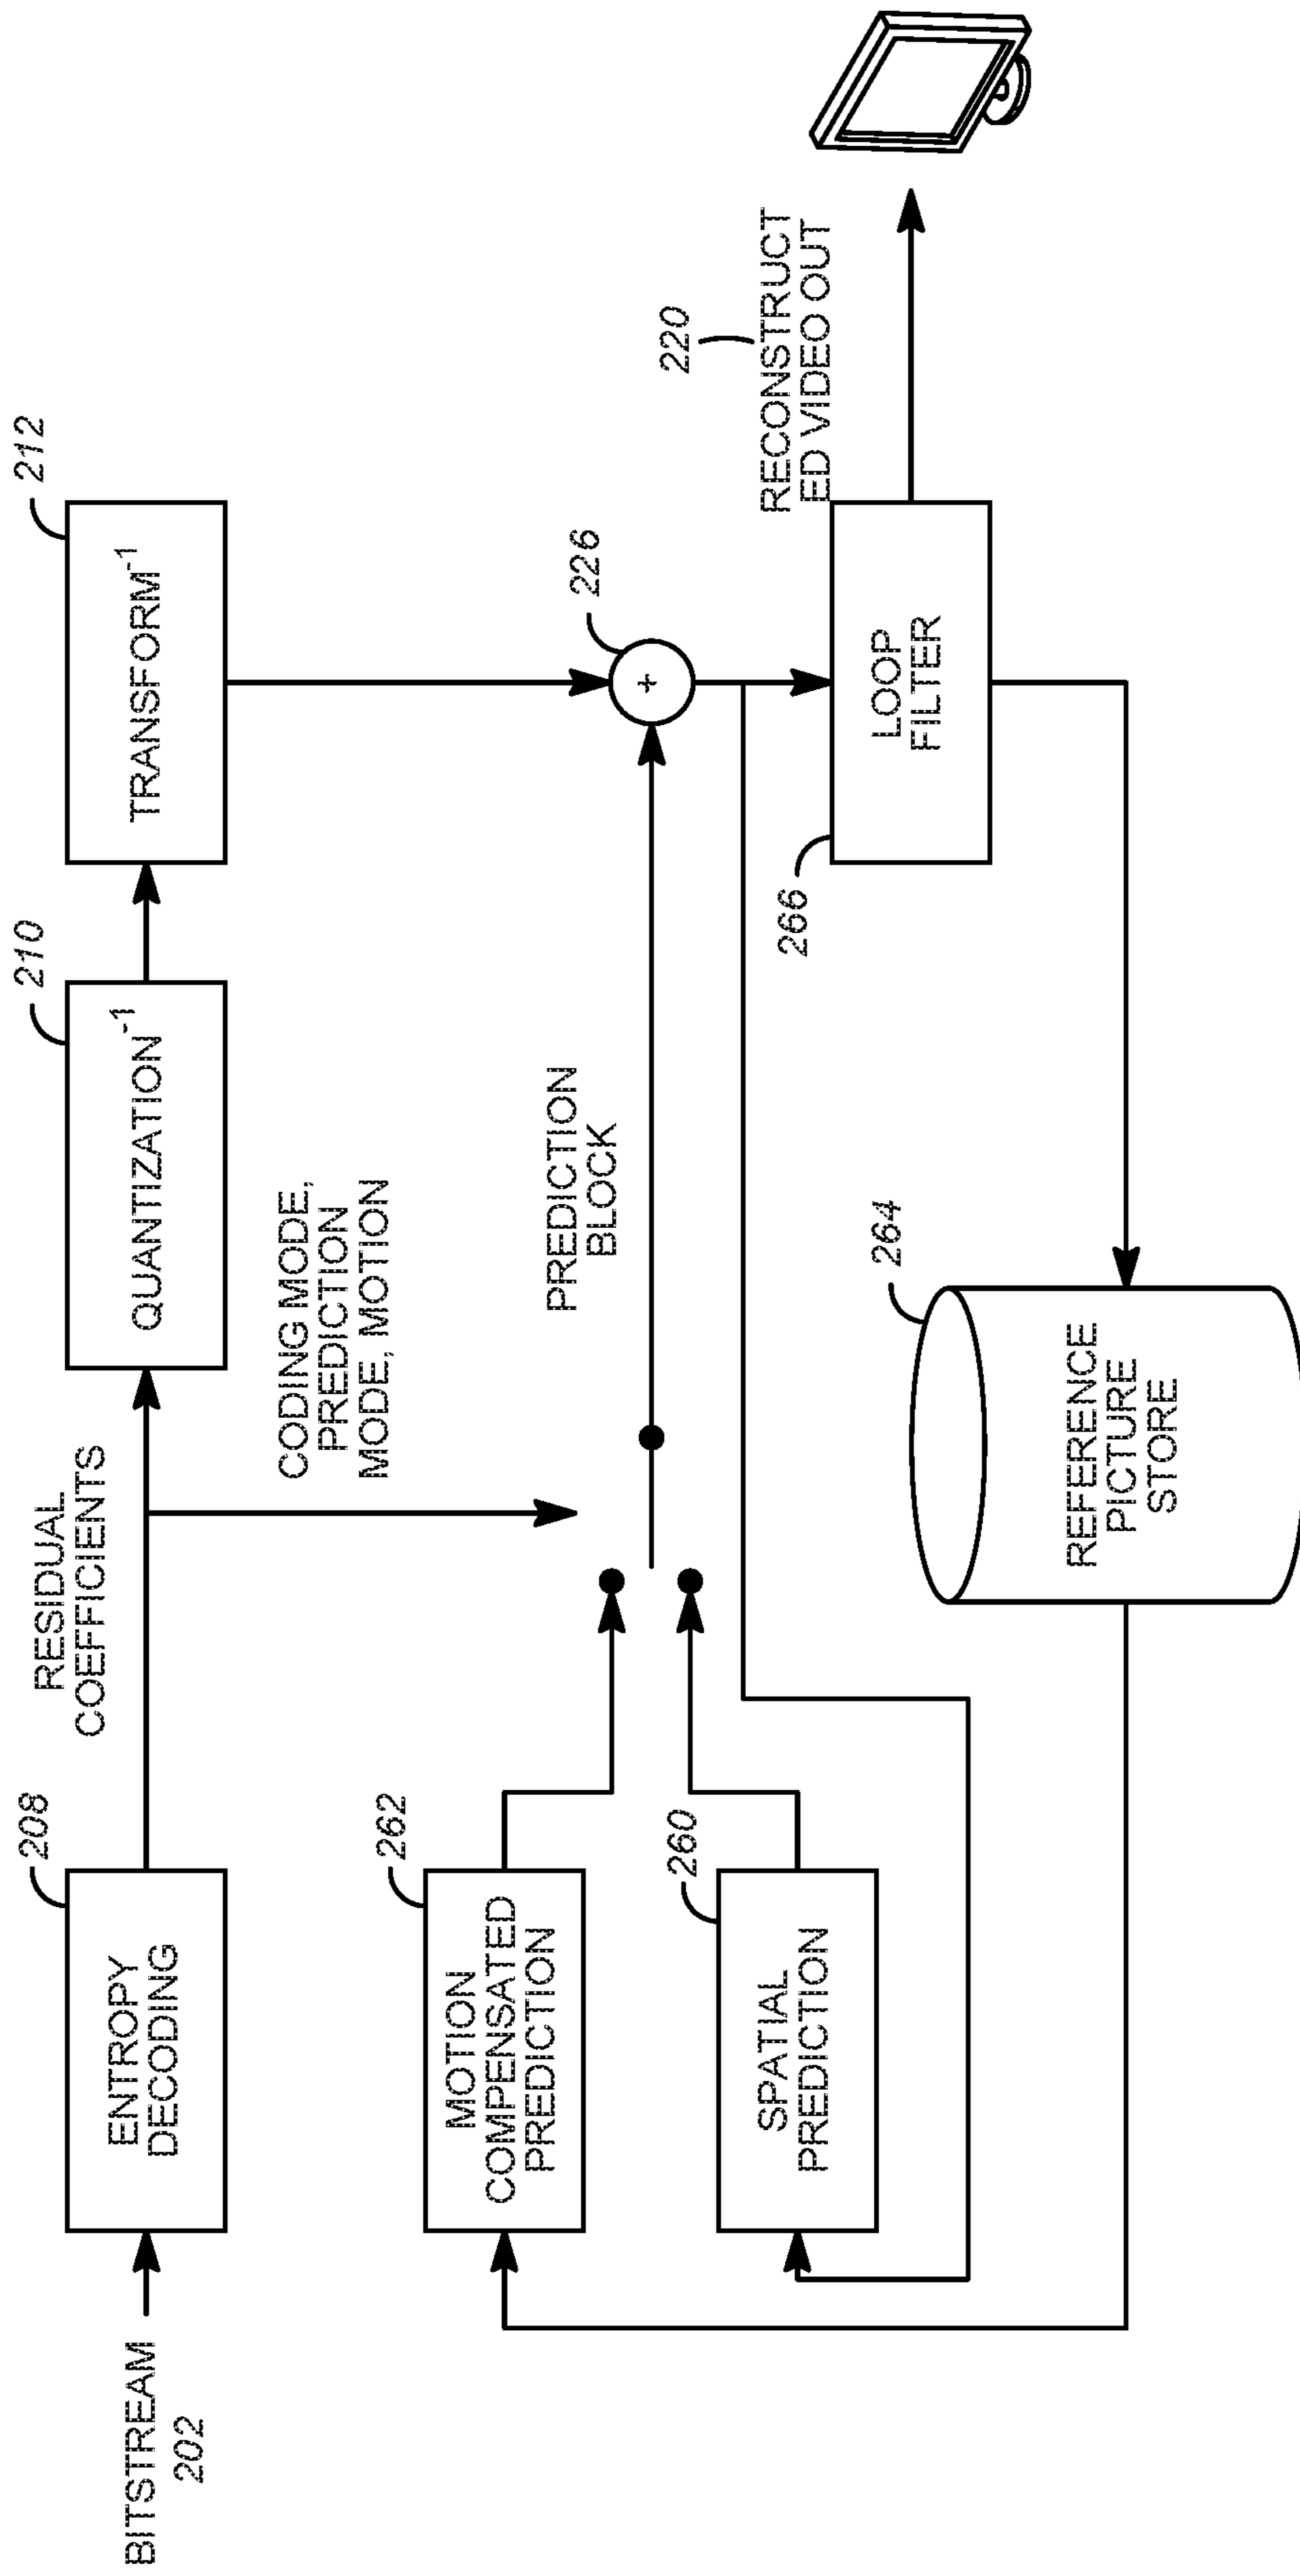 BITSTREAM
202
ENTROPY
DECODING
208
RESIDUAL
COEFFICIENTS
QUANTIZATION-1
210
TRANSFORM-1
212
CODING MODE,
PREDICTION
MODE, MOTION
MOTION
COMPENSATED
PREDICTION
262
SPATIAL
PREDICTION
260
PREDICTION
BLOCK
+
226
LOOP
FILTER
266
220
RECONSTRUCT
ED VIDEO OUT
REFERENCE
PICTURE
STORE
264